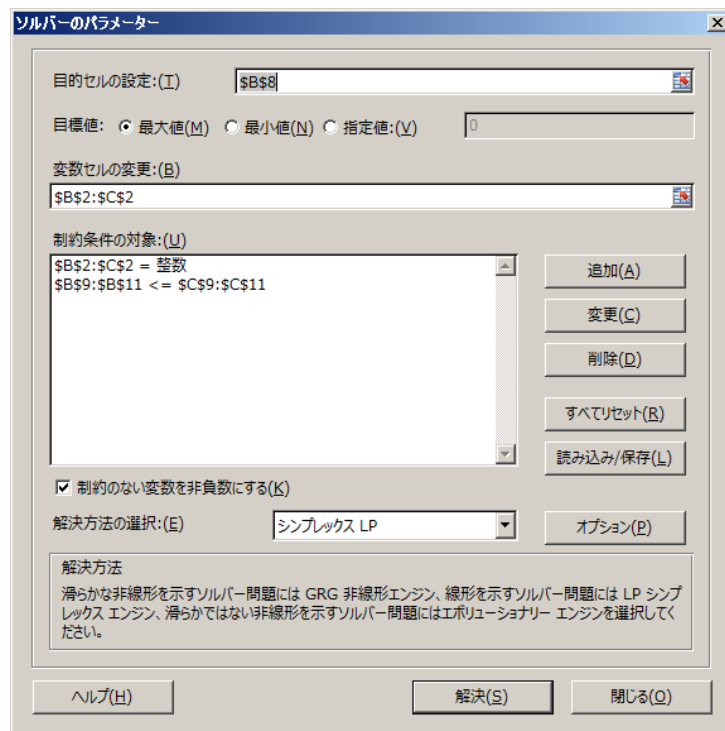 ソルバーのパラメーター
目的セルの設定:(T) $B$8
目標値: 最大値(M) 最小値(N) 指定値:(V) 0
変数セルの変更:(B)
$B$2:$C$2
制約条件の対象:(U)
$B$2:$C$2 = 整数
$B$9:$B$11 <= $C$9:$C$11
追加(A)
変更(C)
削除(D)
すべてリセット(R)
読み込み/保存(L)
制約のない変数を非負数にする(K)
解決方法の選択:(E) シンプレックス LP オプション(P)
解決方法
滑らかな非線形を示すソルバー問題には GRG 非線形エンジン、線形を示すソルバー問題には LP シンプ
レックス エンジン、滑らかではない非線形を示すソルバー問題にはエボリューショナリー エンジンを選択してく
ださい。
ヘルプ(H) 解決(S) 閉じる(O)